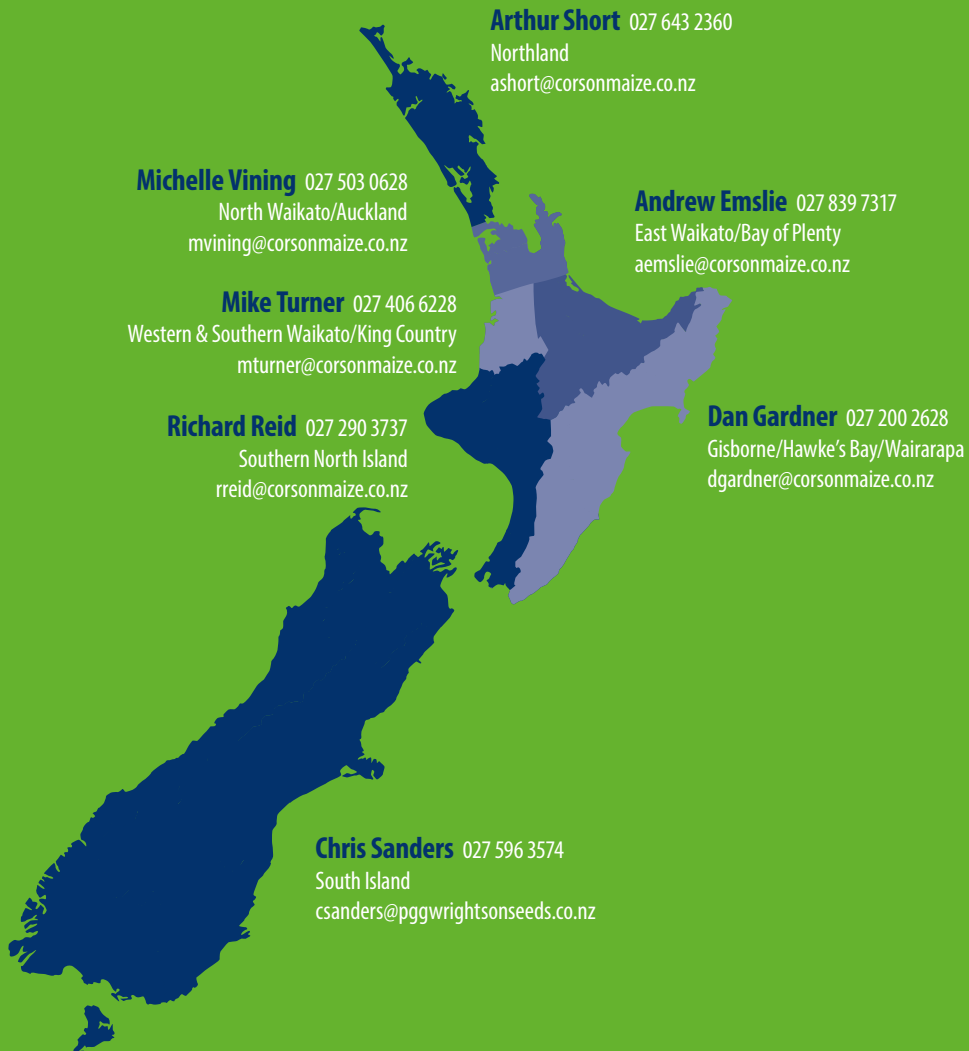 Arthur Short 027 643 2360
Northland
ashort@corsonmaize.co.nz
Michelle Vining 027 503 0628
North Waikato/Auckland
mvining@corsonmaize.co.nz
Andrew Emslie 027 839 7317
East Waikato/Bay of Plenty
aemslie@corsonmaize.co.nz
Mike Turner 027 406 6228
Western & Southern Waikato/King Country
mturner@corsonmaize.co.nz
Richard Reid 027 290 3737
Southern North Island
rreid@corsonmaize.co.nz
Dan Gardner 027 200 2628
Gisborne/Hawke's Bay/Wairarapa
dgardner@corsonmaize.co.nz
Chris Sanders 027 596 3574
South Island
csanders@pggwrightsonseeds.co.nz